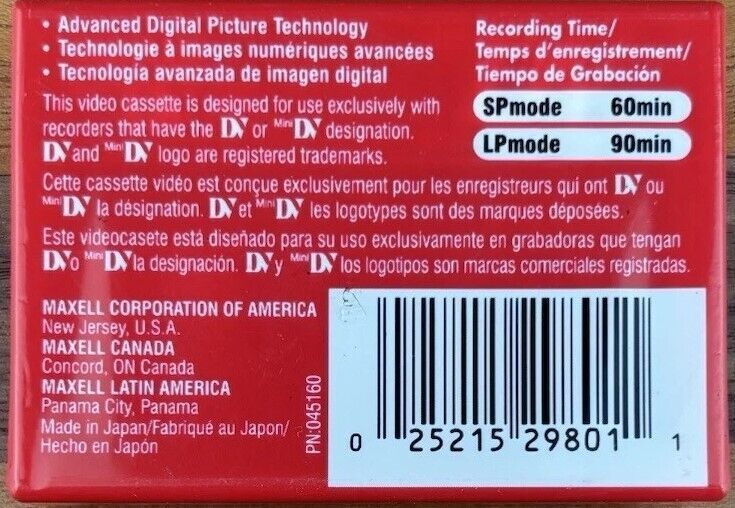 • Advanced Digital Picture Technology
• Technologie à images numériques avancées
• Tecnología avanzada de imagen digital
Recording Time/
Temps d'enregistrement/
Tiempo de Grabación
SPmode 60min
LPmode 90min
This video cassette is designed for use exclusively with
recorders that have the DV or Mini DV designation.
DV and Mini DV logo are registered trademarks.
Cette cassette vidéo est conçue exclusivement pour les enregistreurs qui ont DV ou
Mini DV la désignation. DV et Mini DV les logotypes sont des marques déposées.
Este videocasete está diseñado para su uso exclusivamente en grabadoras que tengan
DV o Mini DV la designación. DV y Mini DV los logotipos son marcas comerciales registradas.
MAXELL CORPORATION OF AMERICA
New Jersey, U.S.A.
MAXELL CANADA
Concord, ON Canada
MAXELL LATIN AMERICA
Panama City, Panama
Made in Japan/Fabriqué au Japon/
Hecho en Japón
PN:045160
0 25215 29801 1